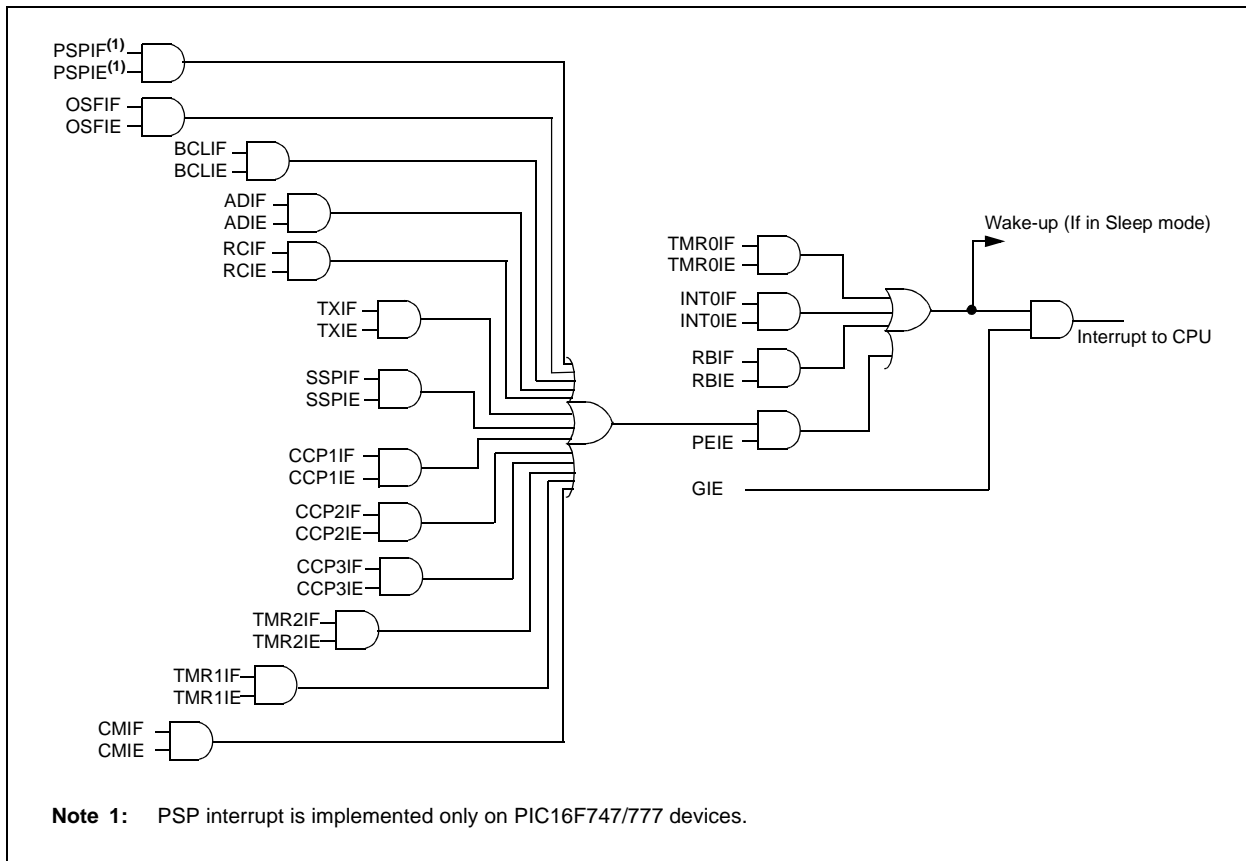 PSPIF(1)
PSPIE(1)
OSFIF
OSFIE
BCLIF
BCLIE
ADIF
ADIE
RCIF
RCIE
TXIF
TXIE
SSPIF
SSPIE
CCP1IF
CCP1IE
CCP2IF
CCP2IE
CCP3IF
CCP3IE
TMR2IF
TMR2IE
TMR1IF
TMR1IE
CMIF
CMIE
TMR0IF
TMR0IE
INT0IF
INT0IE
RBIF
RBIE
PEIE
GIE
Wake-up (If in Sleep mode)
Interrupt to CPU
Note 1: PSP interrupt is implemented only on PIC16F747/777 devices.